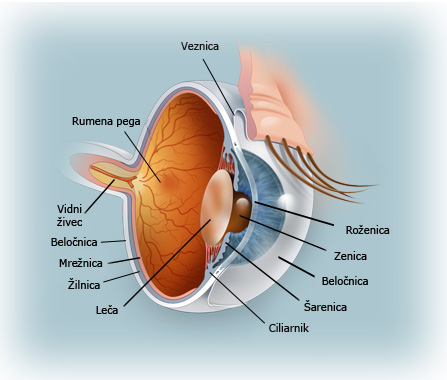 Veznica
Rumena pega
Vidni
živec
Beločnica
Mrežnica
Žilnica
Leča
Roženica
Zenica
Beločnica
Šarenica
Ciliarnik